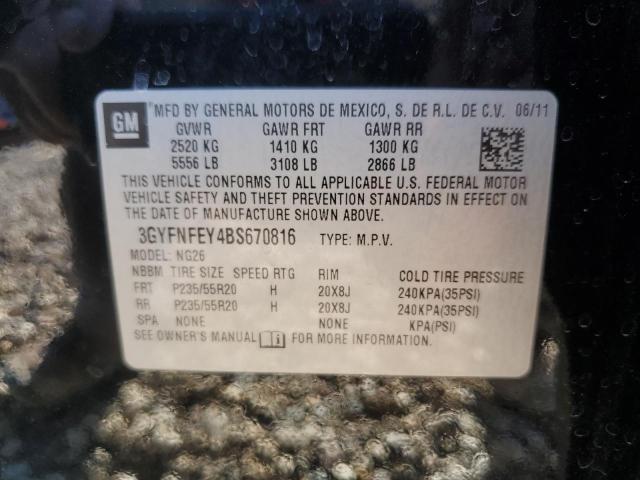 GM
MFD BY GENERAL MOTORS DE MEXICO, S. DE R.L. DE C.V. 06/11
GVWR GAWR FRT GAWR RR
2520 KG 1410 KG 1300 KG
5556 LB 3108 LB 2866 LB
THIS VEHICLE CONFORMS TO ALL APPLICABLE U.S. FEDERAL MOTOR
VEHICLE SAFETY AND THEFT PREVENTION STANDARDS IN EFFECT ON
THE DATE OF MANUFACTURE SHOWN ABOVE.
3GYFNFEY4BS670816 TYPE: M.P.V.
MODEL: NG26
NBBM TIRE SIZE SPEED RTG RIM COLD TIRE PRESSURE
FRT P235/55R20 H 20X8J 240KPA(35PSI)
RR P235/55R20 H 20X8J 240KPA(35PSI)
SPA NONE NONE KPA(PSI)
SEE OWNER'S MANUAL FOR MORE INFORMATION.